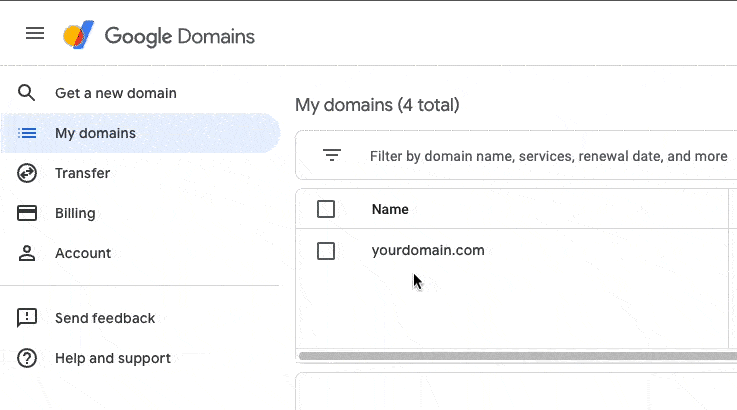 Google Domains
Get a new domain
My domains
Transfer
Billing
Account
Send feedback
Help and support
My domains (4 total)
Filter by domain name, services, renewal date, and more
Name
yourdomain.com